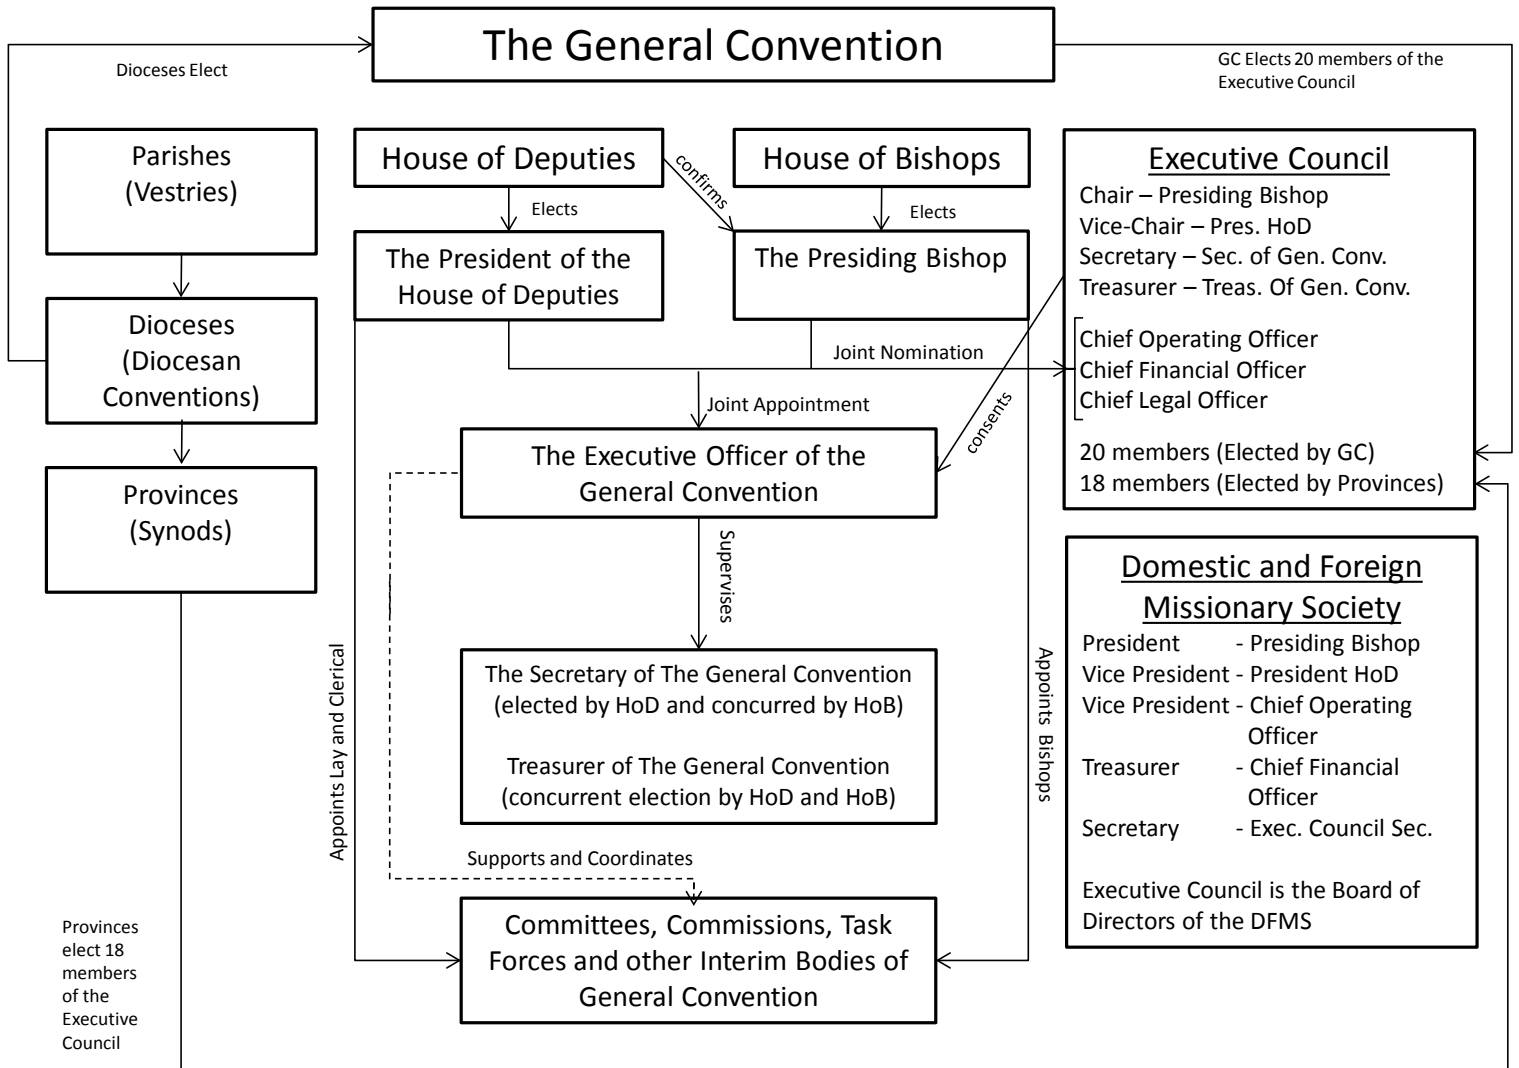 The General Convention
Dioceses Elect
GC Elects 20 members of the
Executive Council
Parishes
(Vestries)
House of Deputies
confirms
House of Bishops
Elects
Elects
The President of the
House of Deputies
The Presiding Bishop
Executive Council
Chair – Presiding Bishop
Vice-Chair – Pres. HoD
Secretary – Sec. of Gen. Conv.
Treasurer – Treas. Of Gen. Conv.
Chief Operating Officer
Chief Financial Officer
Chief Legal Officer
20 members (Elected by GC)
18 members (Elected by Provinces)
Dioceses
(Diocesan
Conventions)
Joint Nomination
Joint Appointment
consents
The Executive Officer of the
General Convention
Provinces
(Synods)
Supervises
Domestic and Foreign
Missionary Society
President - Presiding Bishop
Vice President - President HoD
Vice President - Chief Operating
Officer
Treasurer - Chief Financial
Officer
Secretary - Exec. Council Sec.
Executive Council is the Board of
Directors of the DFMS
Appoints Lay and Clerical
The Secretary of The General Convention
(elected by HoD and concurred by HoB)
Treasurer of The General Convention
(concurrent election by HoD and HoB)
Appoints Bishops
Supports and Coordinates
Committees, Commissions, Task
Forces and other Interim Bodies of
General Convention
Provinces
elect 18
members
of the
Executive
Council